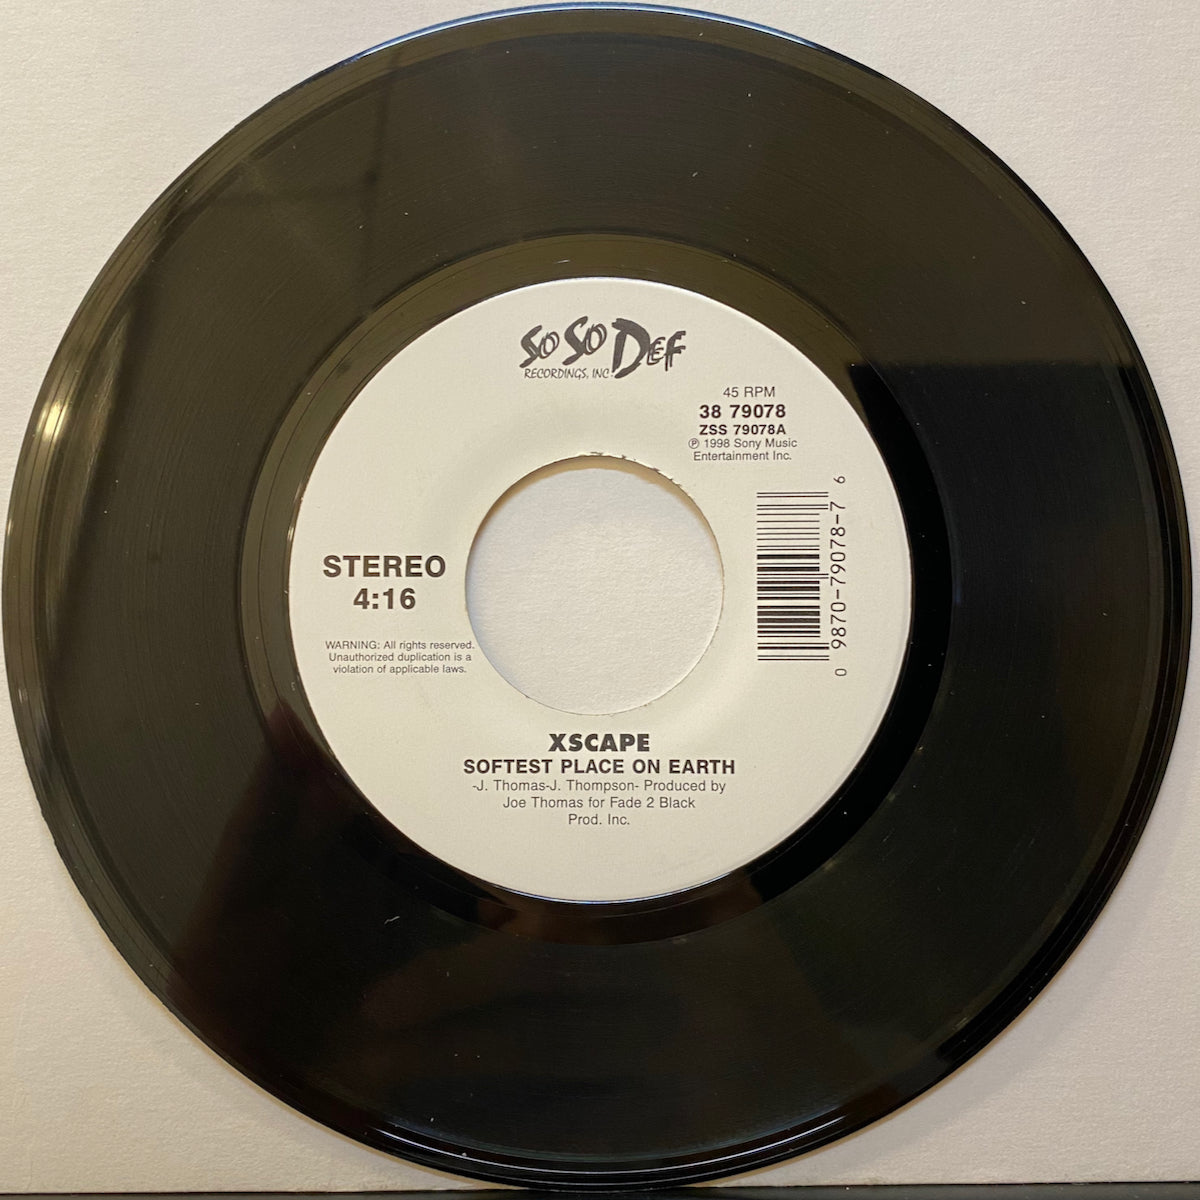 So So Def
RECORDINGS, INC.
45 RPM
38 79078
ZSS 79078A
℗ 1998 Sony Music
Entertainment Inc.
0 9870-79078-7 6
STEREO
4:16
WARNING: All rights reserved.
Unauthorized duplication is a
violation of applicable laws.
XSCAPE
SOFTEST PLACE ON EARTH
-J. Thomas-J. Thompson- Produced by
Joe Thomas for Fade 2 Black
Prod. Inc.